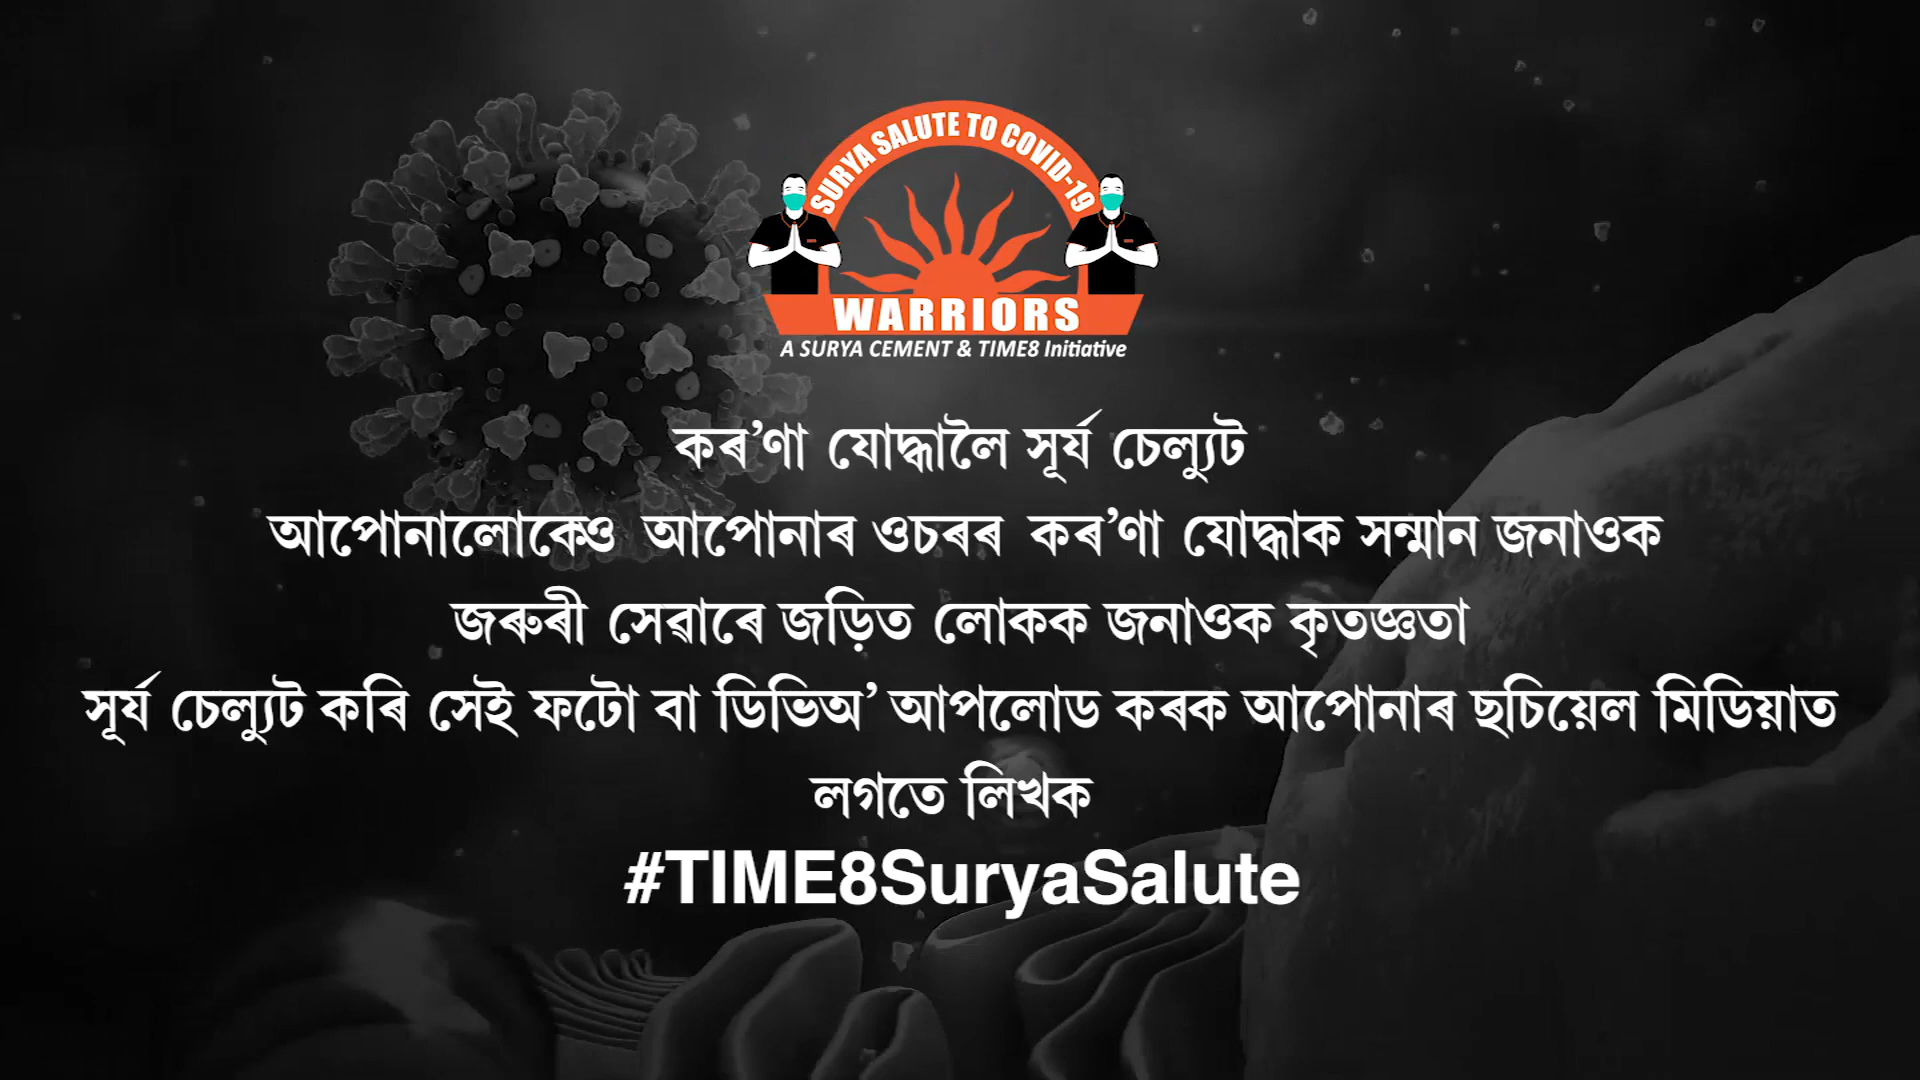 SURYA SALUTE TO COVID-19
WARRIORS
A SURYA CEMENT & TIME8 Initiative
কৰ'ণা যোদ্ধালৈ সূৰ্য চেল্যুট
আপোনালোকেও আপোনাৰ ওচৰৰ কৰ'ণা যোদ্ধাক সন্মান জনাওক
জৰুৰী সেৱাৰে জড়িত লোকক জনাওক কৃতজ্ঞতা
সূৰ্য চেল্যুট কৰি সেই ফটো বা ডিভিঅ' আপলোড কৰক আপোনাৰ ছচিয়েল মিডিয়াত
লগতে লিখক
#TIME8SuryaSalute